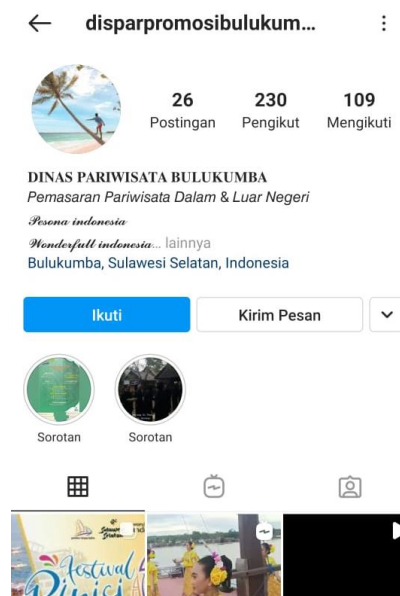 disparpromosibulukum...
26 230 109
Postingan Pengikut Mengikuti
DINAS PARIWISATA BULUKUMBA
Pemasaran Pariwisata Dalam & Luar Negeri
Pesona indonesia
Wonderfull indonesia... lainnya
Bulukumba, Sulawesi Selatan, Indonesia
Ikuti Kirim Pesan
Sorotan Sorotan
Festival
Pinisi